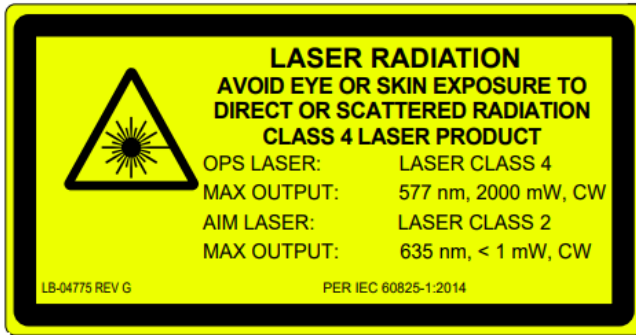 LASER RADIATION
AVOID EYE OR SKIN EXPOSURE TO
DIRECT OR SCATTERED RADIATION
CLASS 4 LASER PRODUCT
OPS LASER: LASER CLASS 4
MAX OUTPUT: 577 nm, 2000 mW, CW
AIM LASER: LASER CLASS 2
MAX OUTPUT: 635 nm, < 1 mW, CW
LB-04775 REV G PER IEC 60825-1:2014